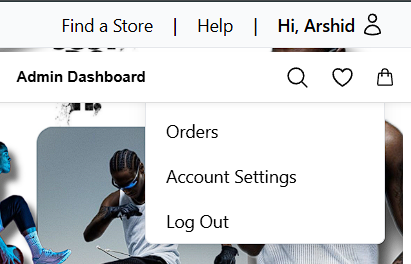 Find a Store | Help | Hi, Arshid
Admin Dashboard
Orders
Account Settings
Log Out